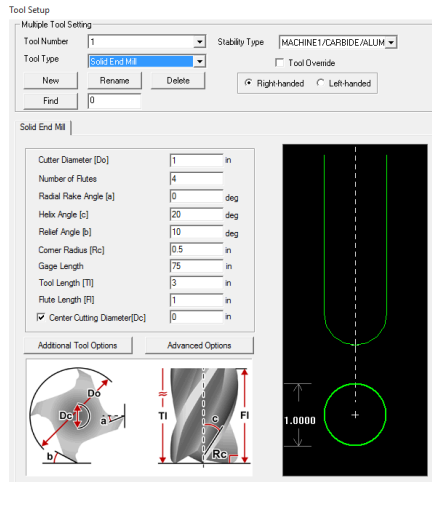 Tool Setup
Multiple Tool Setting
Tool Number 1 Stability Type MACHINE1/CARBIDE/ALUM
Tool Type Solid End Mill Tool Override
New Rename Delete Right-handed Left-handed
Find 0
Solid End Mill
Cutter Diameter [Do] 1 in
Number of Flutes 4
Radial Rake Angle [a] 0 deg
Helix Angle [c] 20 deg
Relief Angle [b] 10 deg
Corner Radius [Rc] 0.5 in
Gage Length 75 in
Tool Length [Tl] 3 in
Flute Length [Fl] 1 in
Center Cutting Diameter[Dc] 0 in
Additional Tool Options Advanced Options
Do
Dc
a
b
Tl
c
Fl
Rc
1.0000